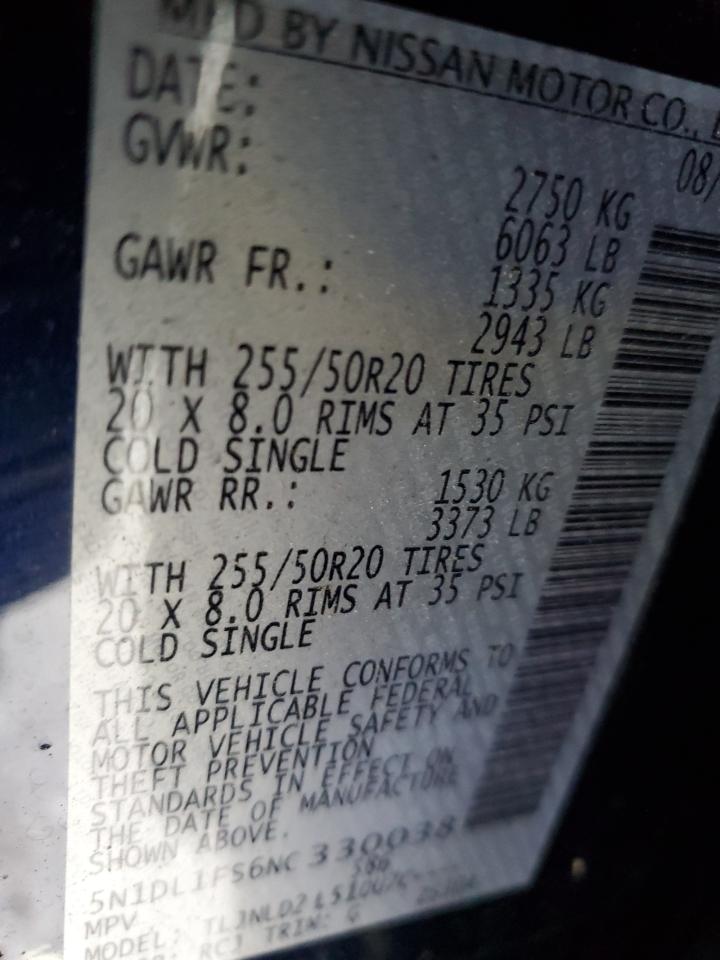 MFD BY NISSAN MOTOR CO.,
DATE: 08/
GVWR: 2750 KG
6063 LB
GAWR FR.: 1335 KG
2943 LB
WITH 255/50R20 TIRES
20 X 8.0 RIMS AT 35 PSI
COLD SINGLE
GAWR RR.: 1530 KG
3373 LB
WITH 255/50R20 TIRES
20 X 8.0 RIMS AT 35 PSI
COLD SINGLE
THIS VEHICLE CONFORMS TO
ALL APPLICABLE FEDERAL
MOTOR VEHICLE SAFETY AND
THEFT PREVENTION
STANDARDS IN EFFECT ON
THE DATE OF MANUFACTURE
SHOWN ABOVE.
5N1DL1FS6NC 330038
MPV
MODEL:
TRIM: G